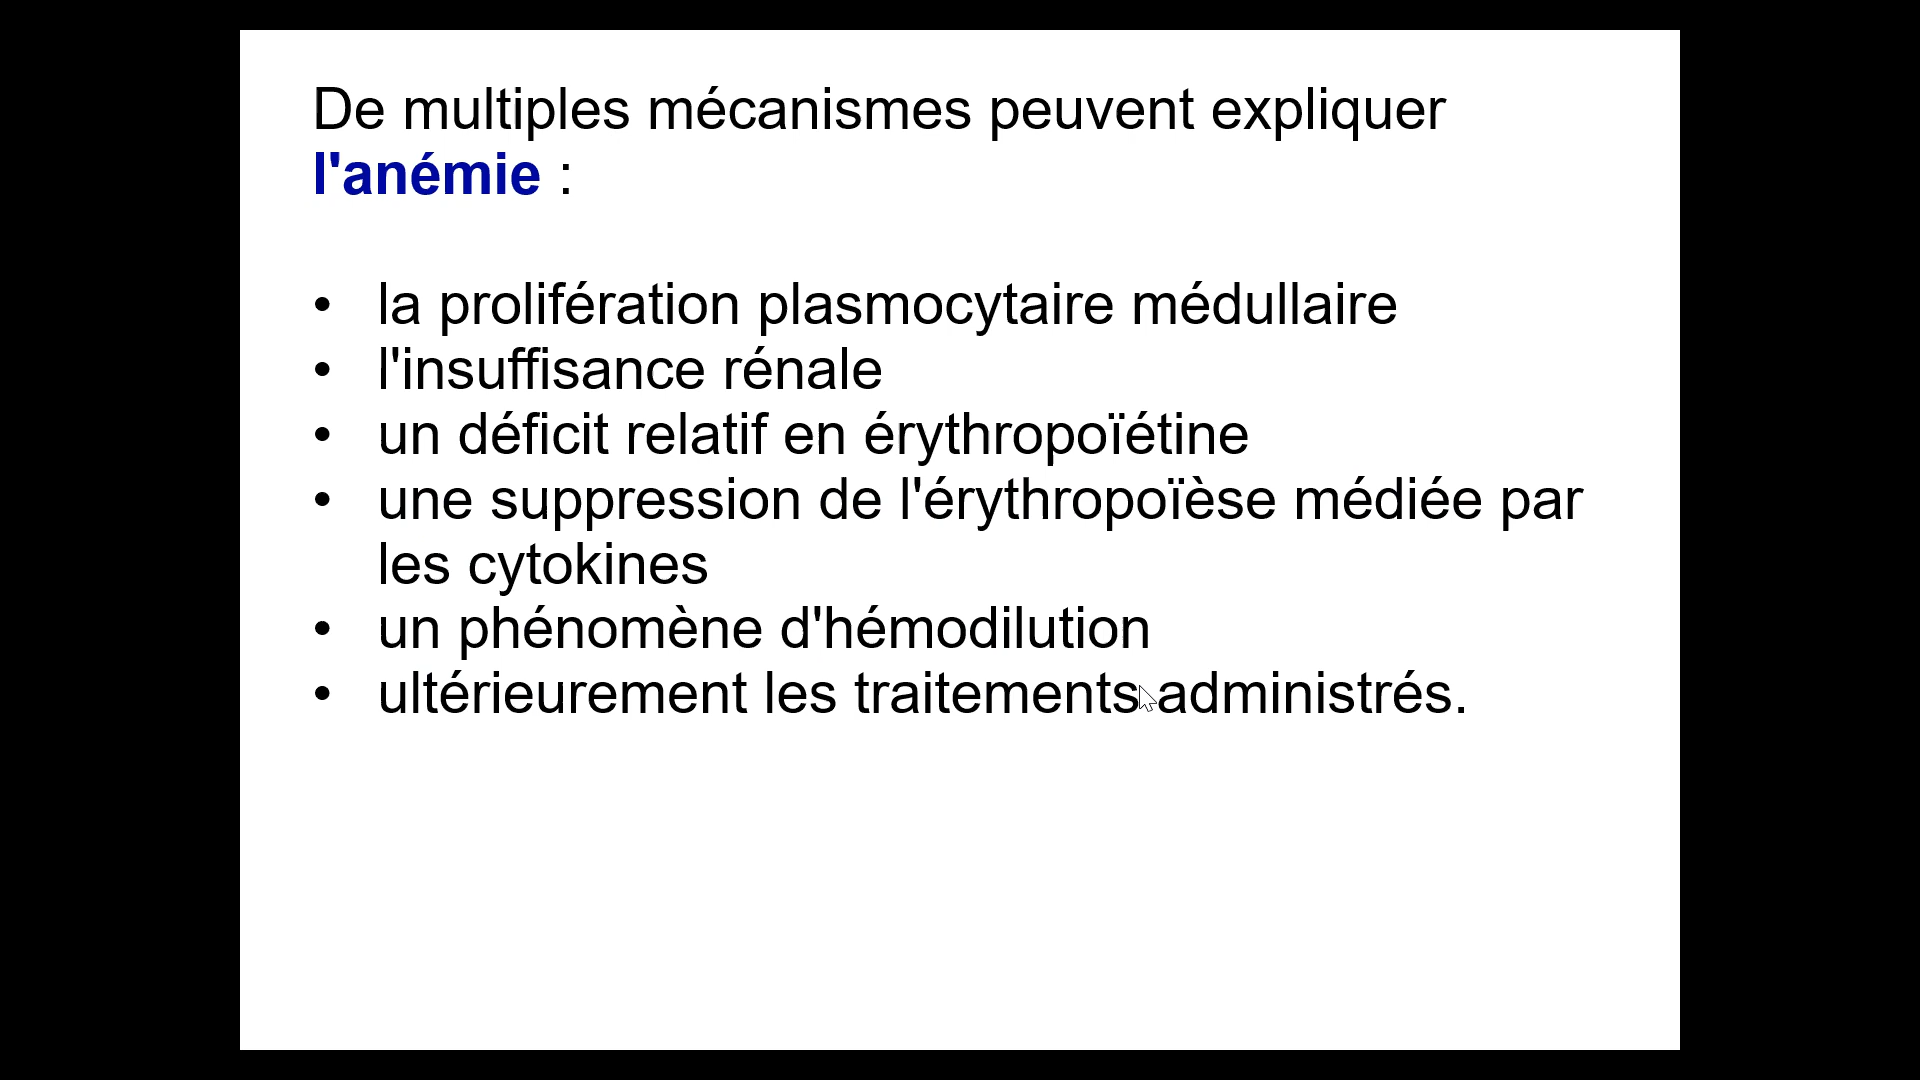 De multiples mécanismes peuvent expliquer
l'anémie :
• la prolifération plasmocytaire médullaire
• l'insuffisance rénale
• un déficit relatif en érythropoïétine
• une suppression de l'érythropoïèse médiée par
les cytokines
• un phénomène d'hémodilution
• ultérieurement les traitements administrés.